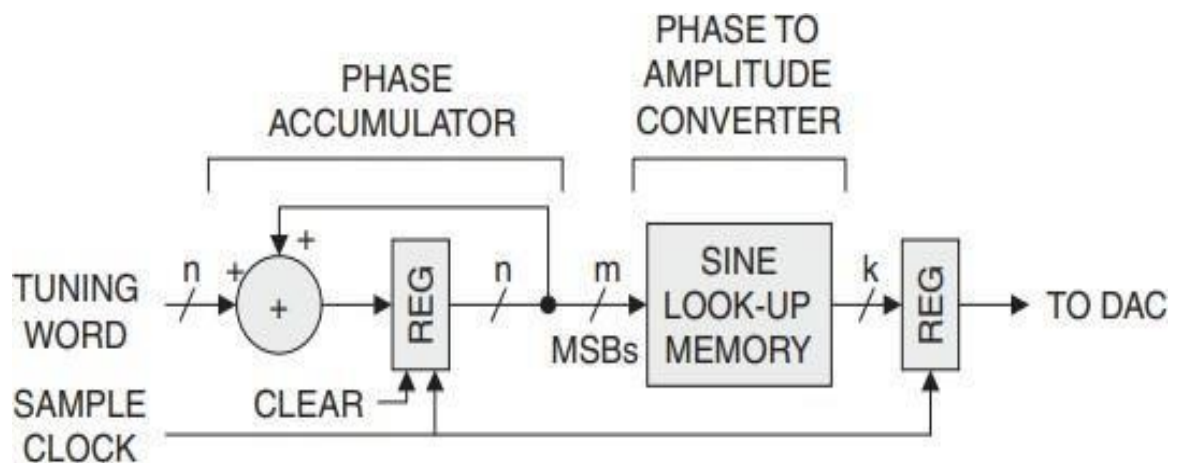 PHASE
ACCUMULATOR
PHASE TO
AMPLITUDE
CONVERTER
TUNING
WORD
n
+
+
+
REG
n
m
MSBs
SINE
LOOK-UP
MEMORY
k
REG
TO DAC
CLEAR
SAMPLE
CLOCK